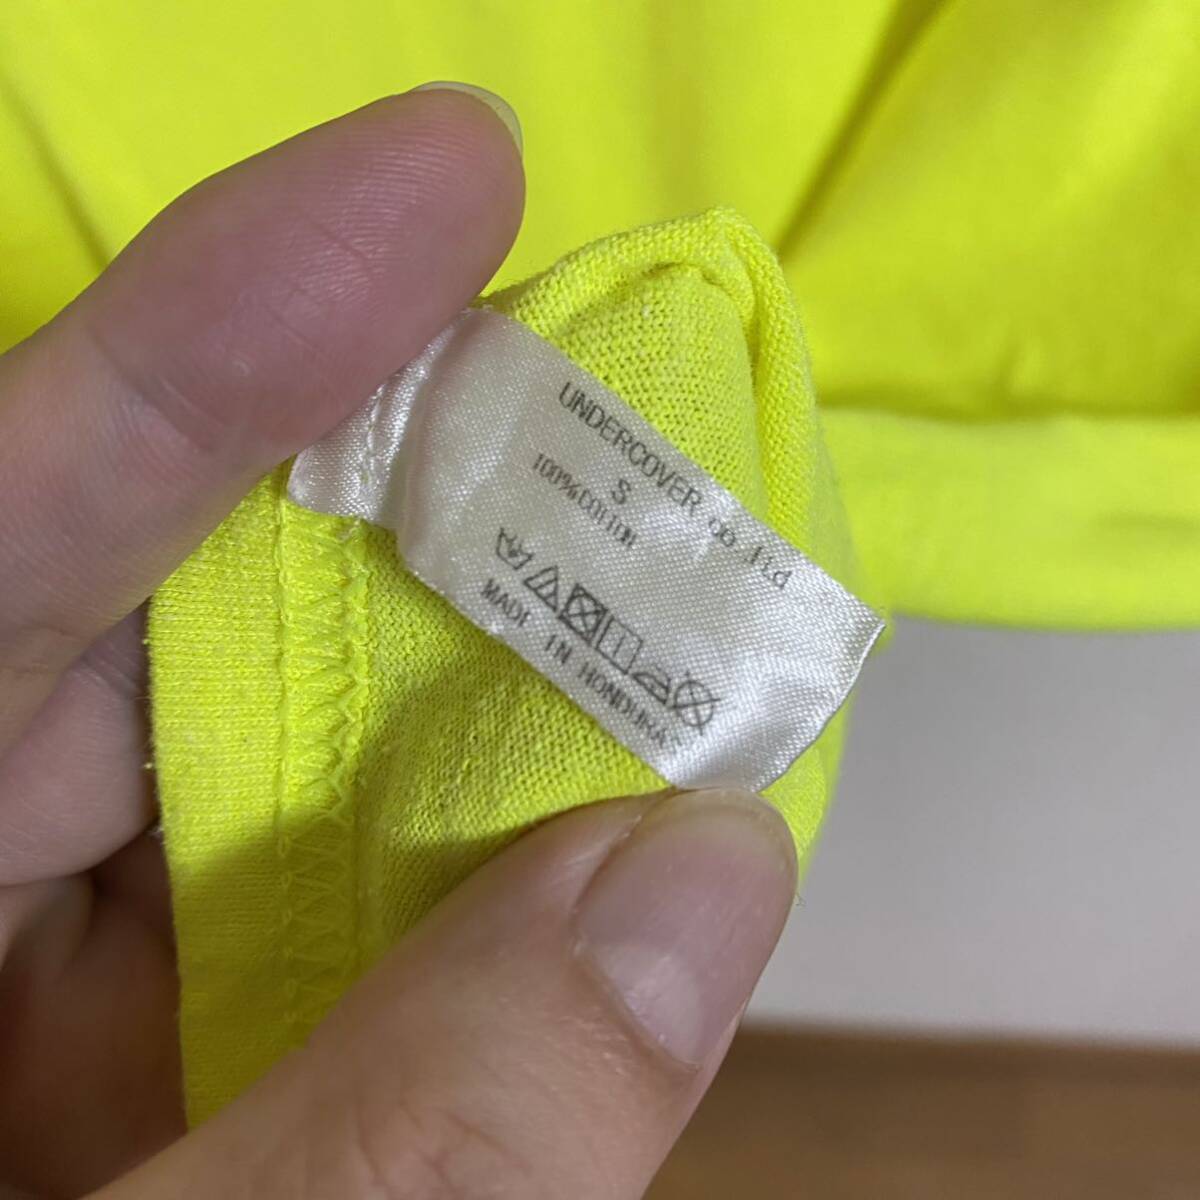 UNDERCOVER co.,ltd
S
100%COTTON
MADE IN HONDURAS